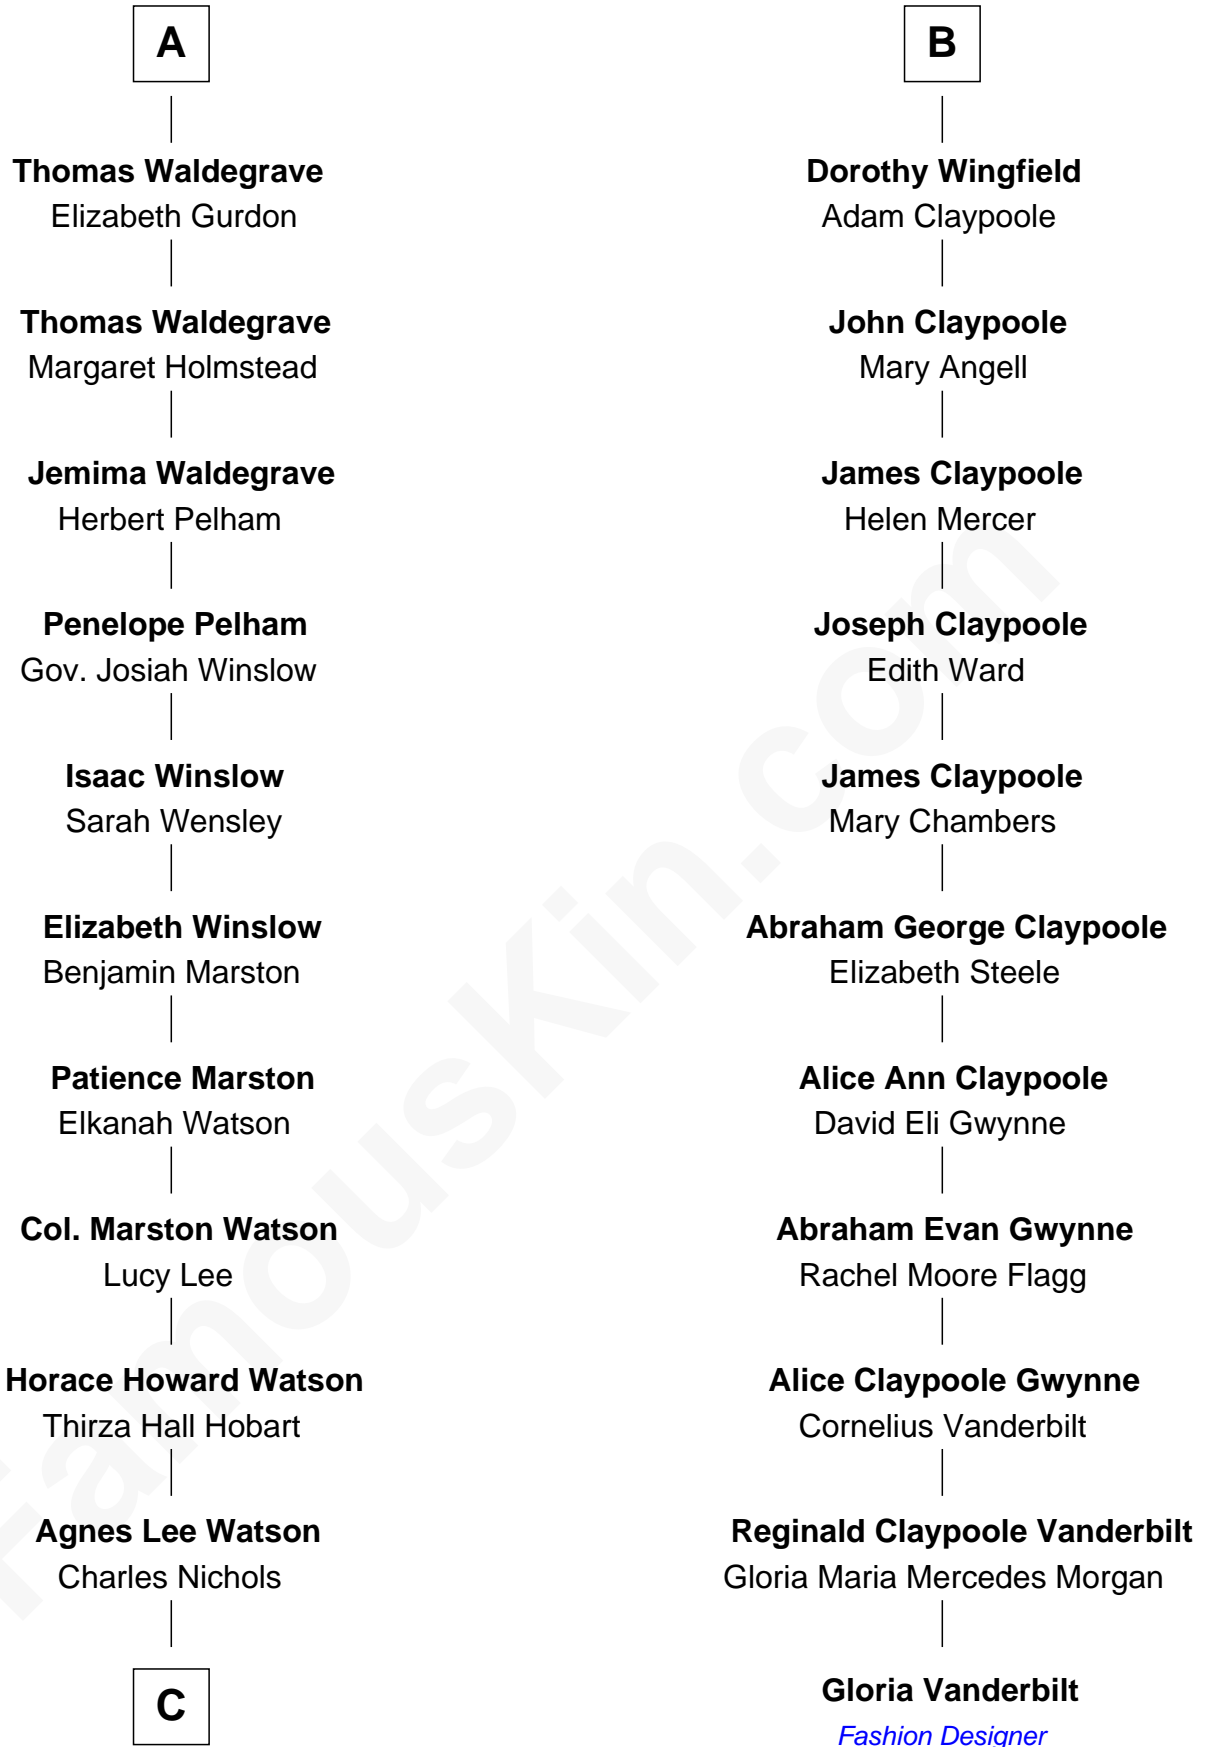 A
Thomas Waldegrave
Elizabeth Gurdon
Thomas Waldegrave
Margaret Holmstead
Jemima Waldegrave
Herbert Pelham
Penelope Pelham
Gov. Josiah Winslow
Isaac Winslow
Sarah Wensley
Elizabeth Winslow
Benjamin Marston
Patience Marston
Elkanah Watson
Col. Marston Watson
Lucy Lee
Horace Howard Watson
Thirza Hall Hobart
Agnes Lee Watson
Charles Nichols
C
B
Dorothy Wingfield
Adam Claypoole
John Claypoole
Mary Angell
James Claypoole
Helen Mercer
Joseph Claypoole
Edith Ward
James Claypoole
Mary Chambers
Abraham George Claypoole
Elizabeth Steele
Alice Ann Claypoole
David Eli Gwynne
Abraham Evan Gwynne
Rachel Moore Flagg
Alice Claypoole Gwynne
Cornelius Vanderbilt
Reginald Claypoole Vanderbilt
Gloria Maria Mercedes Morgan
Gloria Vanderbilt
Fashion Designer
FamousKin.com